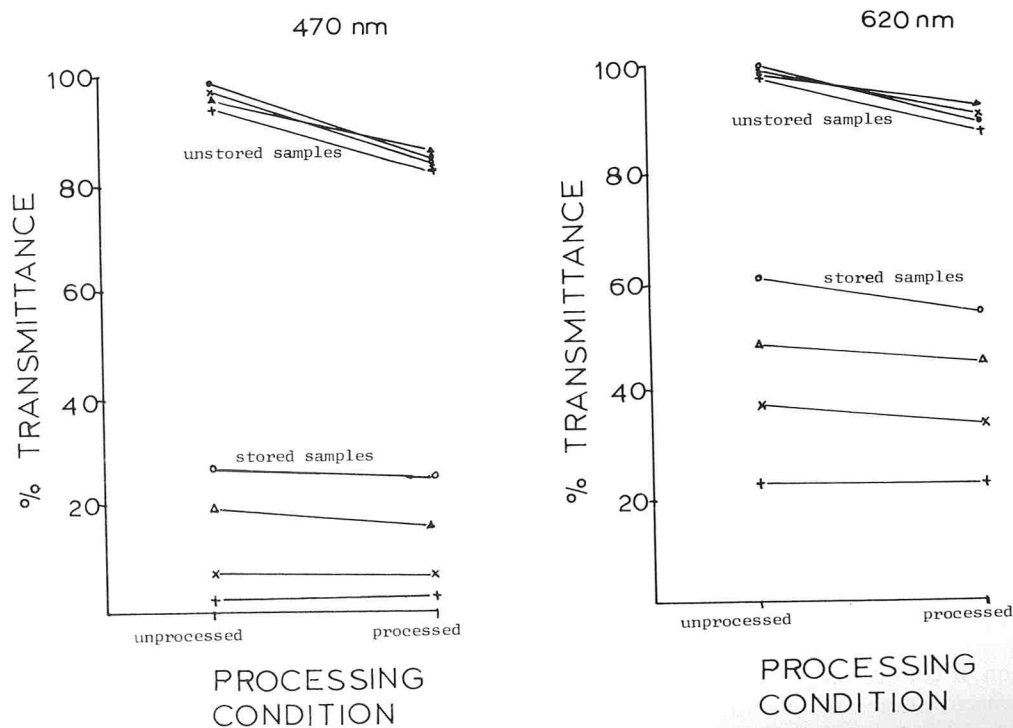 470 nm
% TRANSMITTANCE
100
80
60
40
20
unstored samples
stored samples
unprocessed
processed
PROCESSING
CONDITION
620 nm
% TRANSMITTANCE
100
80
60
40
20
unstored samples
stored samples
unprocessed
processed
PROCESSING
CONDITION